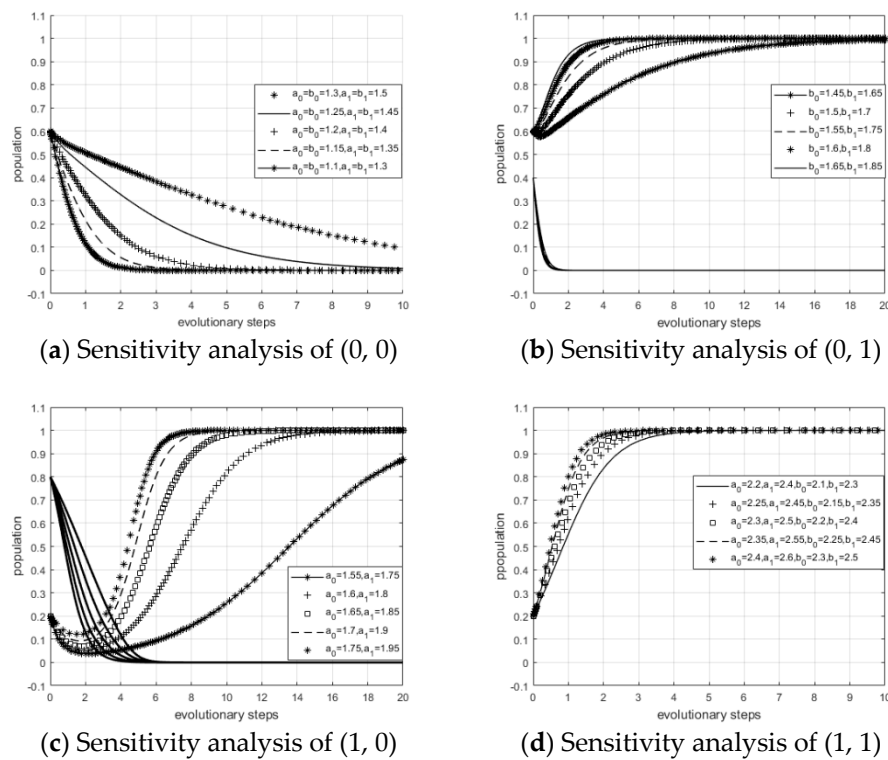 1.1
1
0.9
0.8
0.7
0.6
0.5
0.4
0.3
0.2
0.1
0
-0.1
population
a₀=b₀=1.3,a₁=b₁=1.5
a₀=b₀=1.25,a₁=b₁=1.45
a₀=b₀=1.2,a₁=b₁=1.4
a₀=b₀=1.15,a₁=b₁=1.35
a₀=b₀=1.1,a₁=b₁=1.3
0 1 2 3 4 5 6 7 8 9 10
evolutionary steps
(a) Sensitivity analysis of (0, 0)
1.1
1
0.9
0.8
0.7
0.6
0.5
0.4
0.3
0.2
0.1
0
-0.1
population
b₀=1.45,b₁=1.65
b₀=1.5,b₁=1.7
b₀=1.55,b₁=1.75
b₀=1.6,b₁=1.8
b₀=1.65,b₁=1.85
0 2 4 6 8 10 12 14 16 18 20
evolutionary steps
(b) Sensitivity analysis of (0, 1)
1.1
1
0.9
0.8
0.7
0.6
0.5
0.4
0.3
0.2
0.1
0
-0.1
population
a₀=1.55,a₁=1.75
a₀=1.6,a₁=1.8
a₀=1.65,a₁=1.85
a₀=1.7,a₁=1.9
a₀=1.75,a₁=1.95
0 2 4 6 8 10 12 14 16 18 20
evolutionary steps
(c) Sensitivity analysis of (1, 0)
1.1
1
0.9
0.8
0.7
0.6
0.5
0.4
0.3
0.2
0.1
0
-0.1
ppopulation
a₀=2.2,a₁=2.4,b₀=2.1,b₁=2.3
a₀=2.25,a₁=2.45,b₀=2.15,b₁=2.35
a₀=2.3,a₁=2.5,b₀=2.2,b₁=2.4
a₀=2.35,a₁=2.55,b₀=2.25,b₁=2.45
a₀=2.4,a₁=2.6,b₀=2.3,b₁=2.5
0 1 2 3 4 5 6 7 8 9 10
evolutionary steps
(d) Sensitivity analysis of (1, 1)